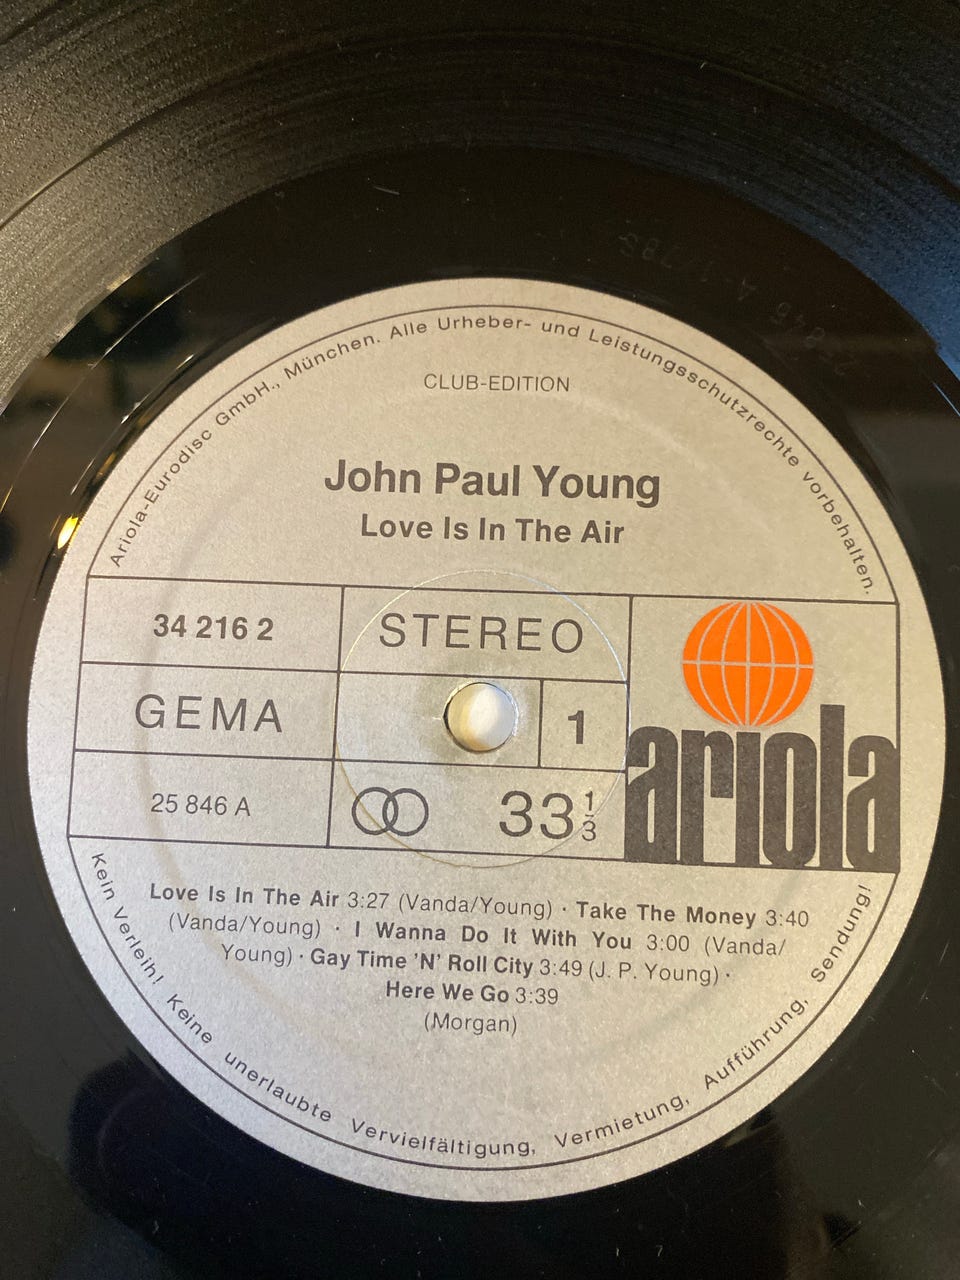 Ariola-Eurodisc GmbH., München. Alle Urheber- und Leistungsschutzrechte vorbehalten.
CLUB-EDITION
John Paul Young
Love Is In The Air
34 216 2
STEREO
GEMA
1
25 846 A
33 1/3
ariola
Love Is In The Air 3:27 (Vanda/Young) · Take The Money 3:40
(Vanda/Young) · I Wanna Do It With You 3:00 (Vanda/
Young) · Gay Time 'N' Roll City 3:49 (J. P. Young) ·
Here We Go 3:39
(Morgan)
Kein Verleih! Keine unerlaubte Vervielfältigung, Vermietung, Aufführung, Sendung!